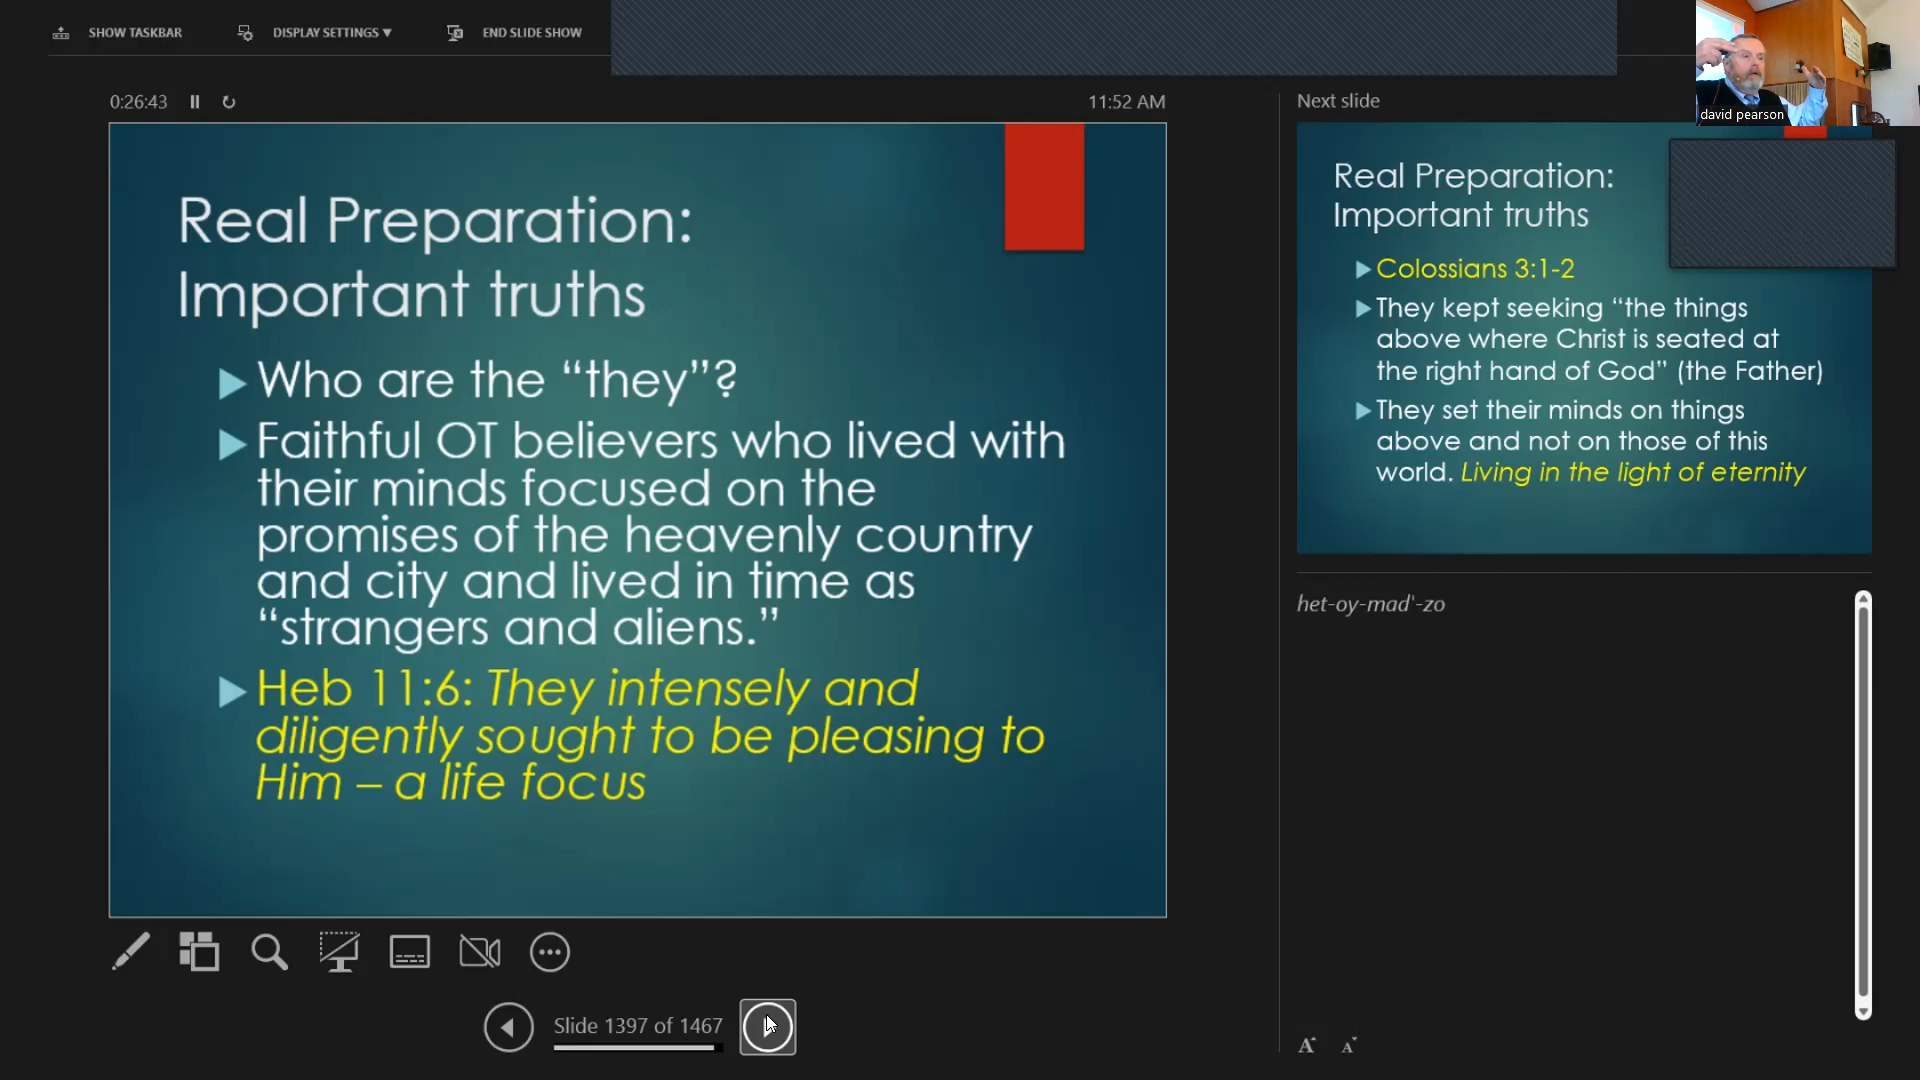 SHOW TASKBAR
DISPLAY SETTINGS ▼
END SLIDE SHOW
0:26:43
11:52 AM
Real Preparation:
Important truths
Who are the “they”?
Faithful OT believers who lived with
their minds focused on the
promises of the heavenly country
and city and lived in time as
“strangers and aliens.”
Heb 11:6: They intensely and
diligently sought to be pleasing to
Him – a life focus
Slide 1397 of 1467
Next slide
david pearson
Real Preparation:
Important truths
Colossians 3:1-2
They kept seeking “the things
above where Christ is seated at
the right hand of God” (the Father)
They set their minds on things
above and not on those of this
world. Living in the light of eternity
het-oy-mad'-zo
A A